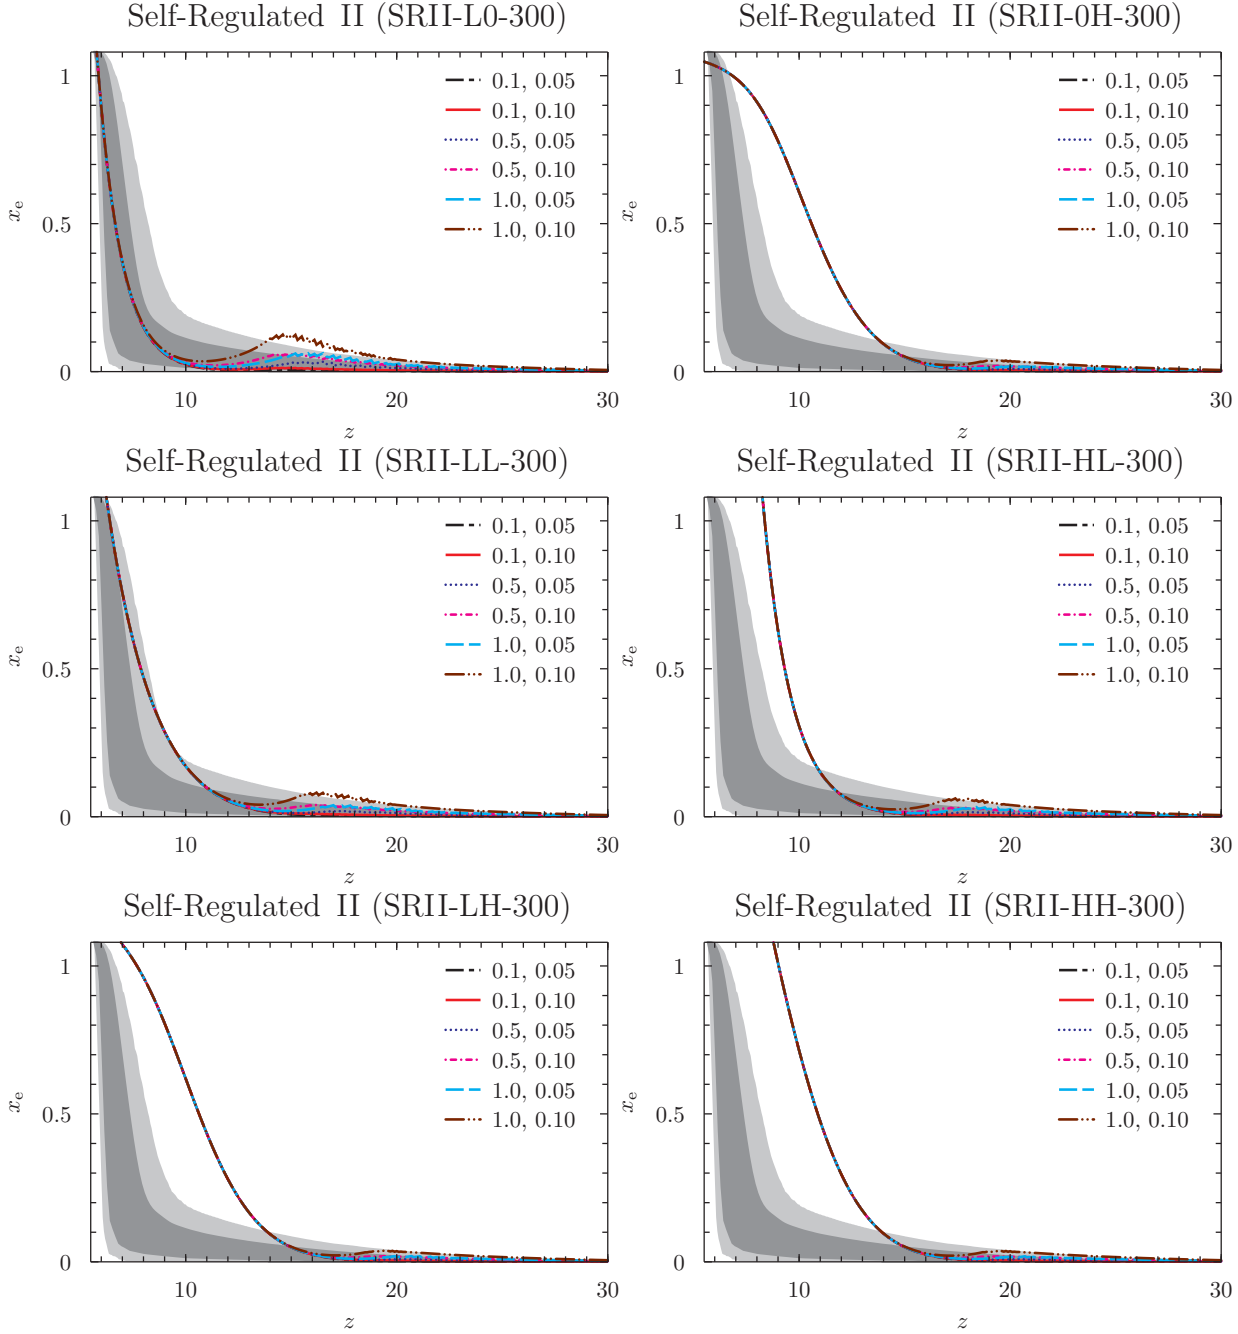 Self-Regulated II (SRII-L0-300)
1
0.5
0
x_e
10 20 30
z
0.1, 0.05
0.1, 0.10
0.5, 0.05
0.5, 0.10
1.0, 0.05
1.0, 0.10
Self-Regulated II (SRII-0H-300)
1
0.5
0
x_e
10 20 30
z
0.1, 0.05
0.1, 0.10
0.5, 0.05
0.5, 0.10
1.0, 0.05
1.0, 0.10
Self-Regulated II (SRII-LL-300)
1
0.5
0
x_e
10 20 30
z
0.1, 0.05
0.1, 0.10
0.5, 0.05
0.5, 0.10
1.0, 0.05
1.0, 0.10
Self-Regulated II (SRII-HL-300)
1
0.5
0
x_e
10 20 30
z
0.1, 0.05
0.1, 0.10
0.5, 0.05
0.5, 0.10
1.0, 0.05
1.0, 0.10
Self-Regulated II (SRII-LH-300)
1
0.5
0
x_e
10 20 30
z
0.1, 0.05
0.1, 0.10
0.5, 0.05
0.5, 0.10
1.0, 0.05
1.0, 0.10
Self-Regulated II (SRII-HH-300)
1
0.5
0
x_e
10 20 30
z
0.1, 0.05
0.1, 0.10
0.5, 0.05
0.5, 0.10
1.0, 0.05
1.0, 0.10